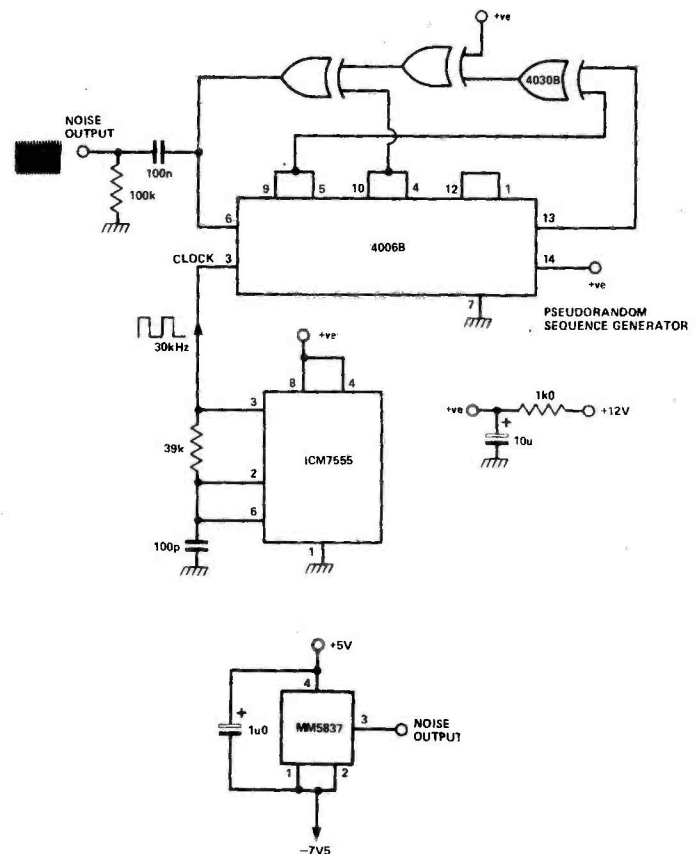 +ve
4030B
NOISE
OUTPUT
100n
100k
9
5
10
4
12
1
6
13
4006B
CLOCK
3
14
+ve
7
PSEUDORANDOM
SEQUENCE GENERATOR
30kHz
+ve
8
4
1k0
+ve
+
+12V
10u
3
39k
ICM7555
2
6
100p
1
+5V
4
+
1u0
MM5837
3
NOISE
OUTPUT
1
2
-7V5